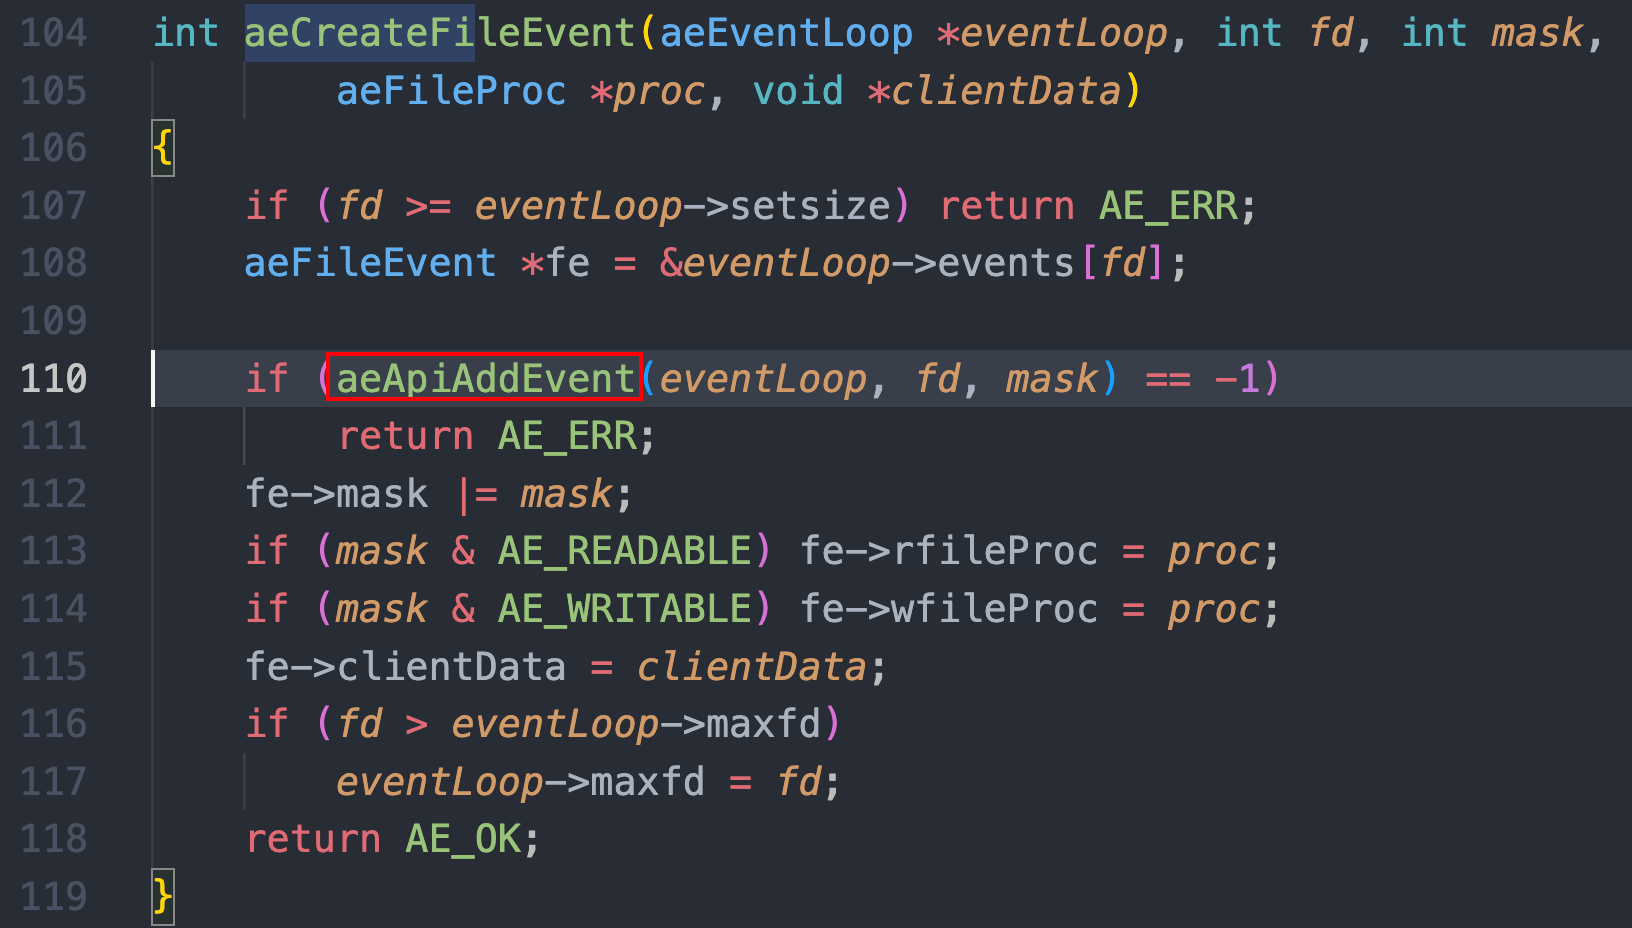 104 int aeCreateFileEvent(aeEventLoop *eventLoop, int fd, int mask,
105         aeFileProc *proc, void *clientData)
106 {
107     if (fd >= eventLoop->setsize) return AE_ERR;
108     aeFileEvent *fe = &eventLoop->events[fd];
109
110     if (aeApiAddEvent(eventLoop, fd, mask) == -1)
111         return AE_ERR;
112     fe->mask |= mask;
113     if (mask & AE_READABLE) fe->rfileProc = proc;
114     if (mask & AE_WRITABLE) fe->wfileProc = proc;
115     fe->clientData = clientData;
116     if (fd > eventLoop->maxfd)
117         eventLoop->maxfd = fd;
118     return AE_OK;
119 }